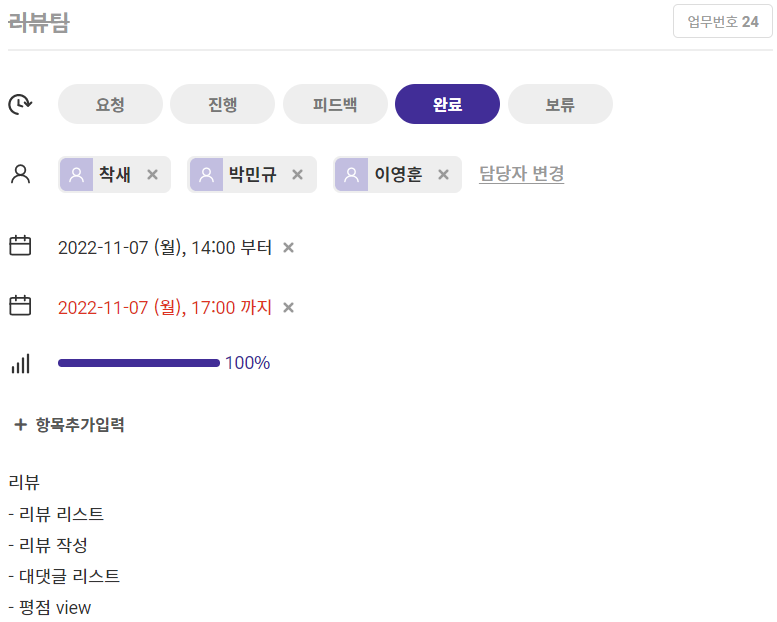 리뷰팀
업무번호 24
요청 진행 피드백 완료 보류
착새 × 박민규 × 이영훈 × 담당자 변경
2022-11-07 (월), 14:00 부터 ×
2022-11-07 (월), 17:00 까지 ×
100%
+ 항목추가입력
리뷰
- 리뷰 리스트
- 리뷰 작성
- 대댓글 리스트
- 평점 view